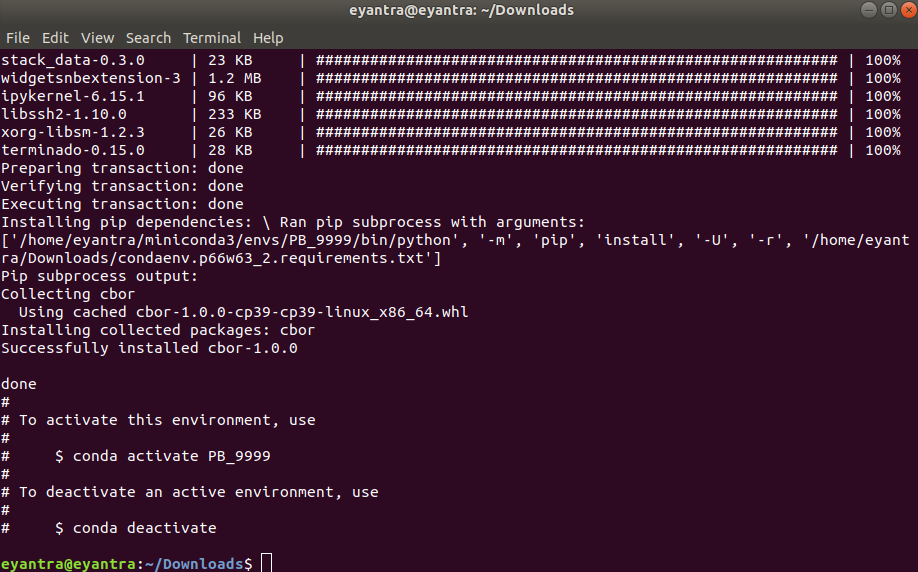 eyantra@eyantra: ~/Downloads
File Edit View Search Terminal Help
stack_data-0.3.0     | 23 KB     | ########################################################## | 100%
widgetsnbextension-3 | 1.2 MB    | ########################################################## | 100%
ipykernel-6.15.1     | 96 KB     | ########################################################## | 100%
libssh2-1.10.0       | 233 KB    | ########################################################## | 100%
xorg-libsm-1.2.3     | 26 KB     | ########################################################## | 100%
terminado-0.15.0     | 28 KB     | ########################################################## | 100%
Preparing transaction: done
Verifying transaction: done
Executing transaction: done
Installing pip dependencies: \ Ran pip subprocess with arguments:
['/home/eyantra/miniconda3/envs/PB_9999/bin/python', '-m', 'pip', 'install', '-U', '-r', '/home/eyant
ra/Downloads/condaenv.p66w63_2.requirements.txt']
Pip subprocess output:
Collecting cbor
  Using cached cbor-1.0.0-cp39-cp39-linux_x86_64.whl
Installing collected packages: cbor
Successfully installed cbor-1.0.0

done
#
# To activate this environment, use
#
#     $ conda activate PB_9999
#
# To deactivate an active environment, use
#
#     $ conda deactivate

eyantra@eyantra:~/Downloads$